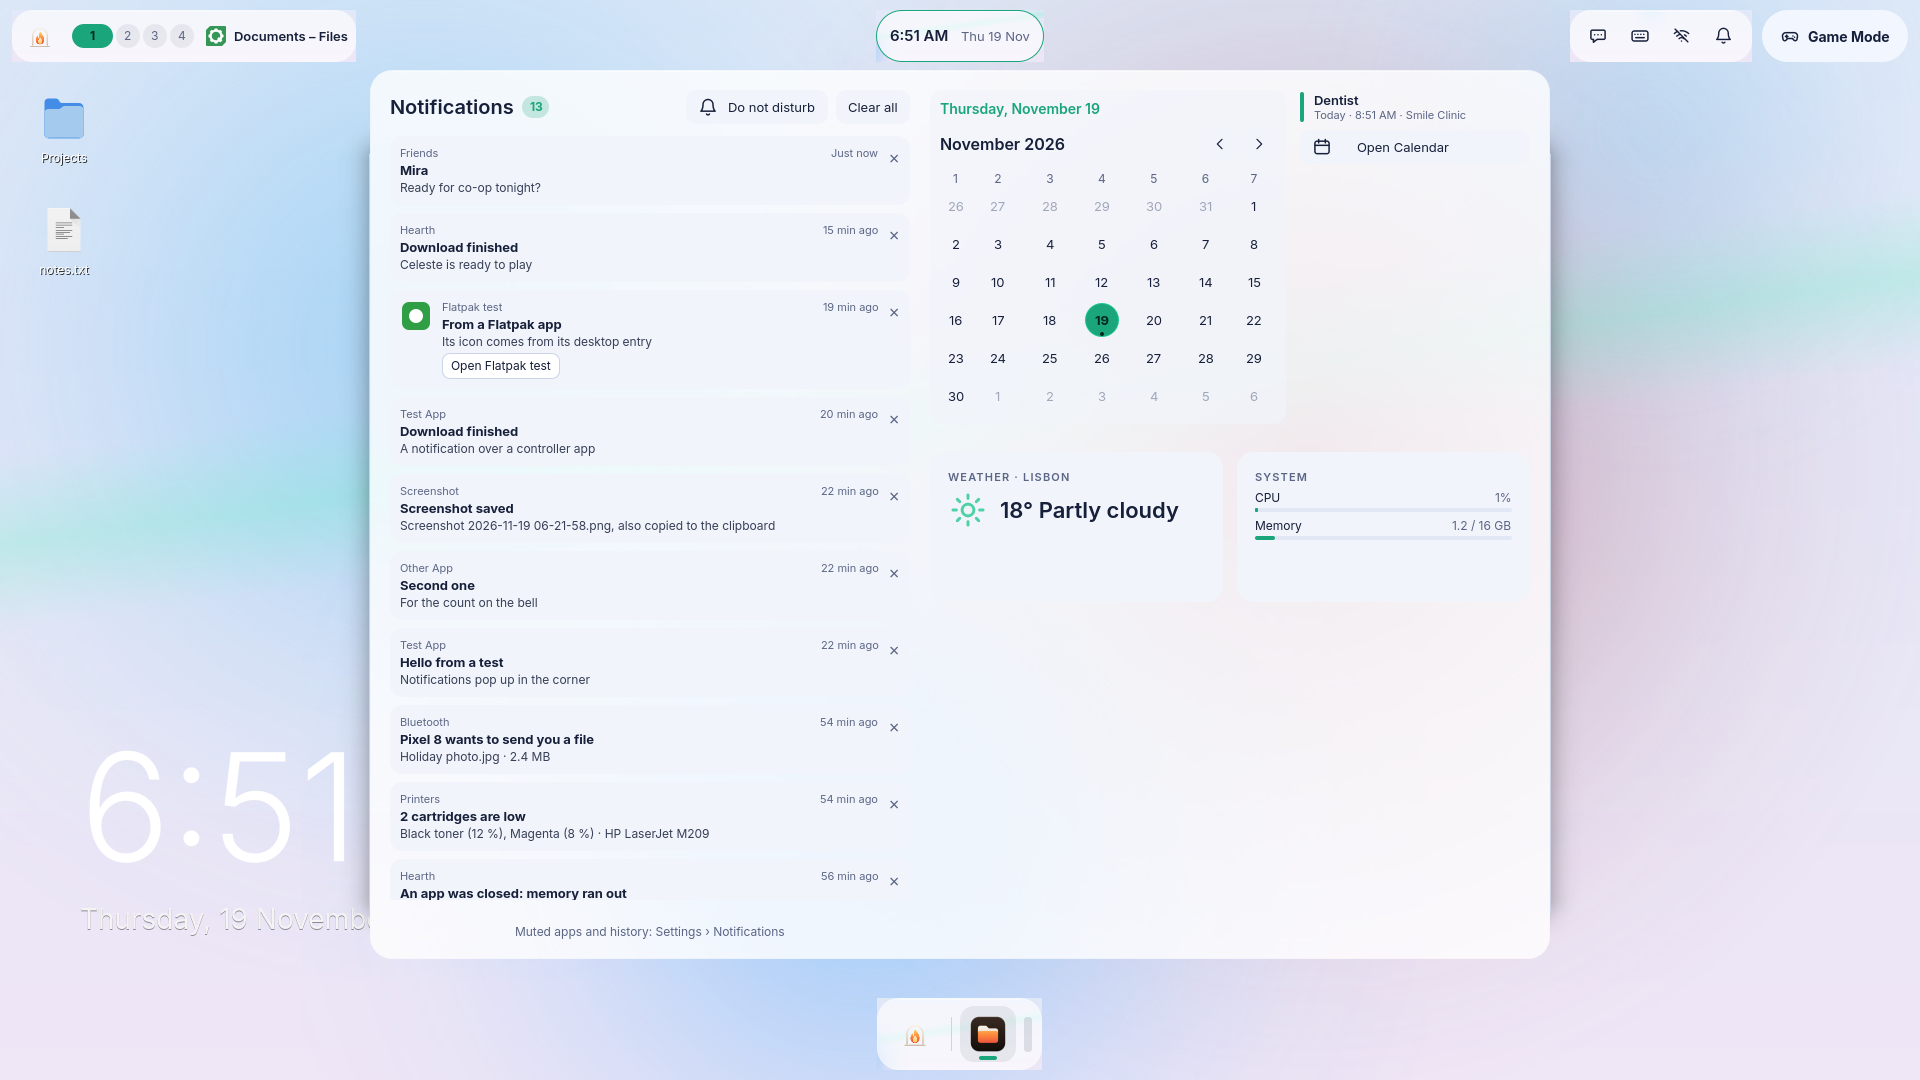 1 2 3 4 Documents – Files
6:51 AM Thu 19 Nov
Game Mode
Projects
notes.txt
6:51
Thursday, 19 Novemb
Notifications 13
Do not disturb
Clear all
Friends
Just now
Mira
Ready for co-op tonight?
Hearth
15 min ago
Download finished
Celeste is ready to play
Flatpak test
19 min ago
From a Flatpak app
Its icon comes from its desktop entry
Open Flatpak test
Test App
20 min ago
Download finished
A notification over a controller app
Screenshot
22 min ago
Screenshot saved
Screenshot 2026-11-19 06-21-58.png, also copied to the clipboard
Other App
22 min ago
Second one
For the count on the bell
Test App
22 min ago
Hello from a test
Notifications pop up in the corner
Bluetooth
54 min ago
Pixel 8 wants to send you a file
Holiday photo.jpg · 2.4 MB
Printers
54 min ago
2 cartridges are low
Black toner (12 %), Magenta (8 %) · HP LaserJet M209
Hearth
56 min ago
An app was closed: memory ran out
Muted apps and history: Settings › Notifications
Thursday, November 19
November 2026
1 2 3 4 5 6 7
26 27 28 29 30 31 1
2 3 4 5 6 7 8
9 10 11 12 13 14 15
16 17 18 19 20 21 22
23 24 25 26 27 28 29
30 1 2 3 4 5 6
Dentist
Today · 8:51 AM · Smile Clinic
Open Calendar
WEATHER · LISBON
18° Partly cloudy
SYSTEM
CPU 1%
Memory 1.2 / 16 GB